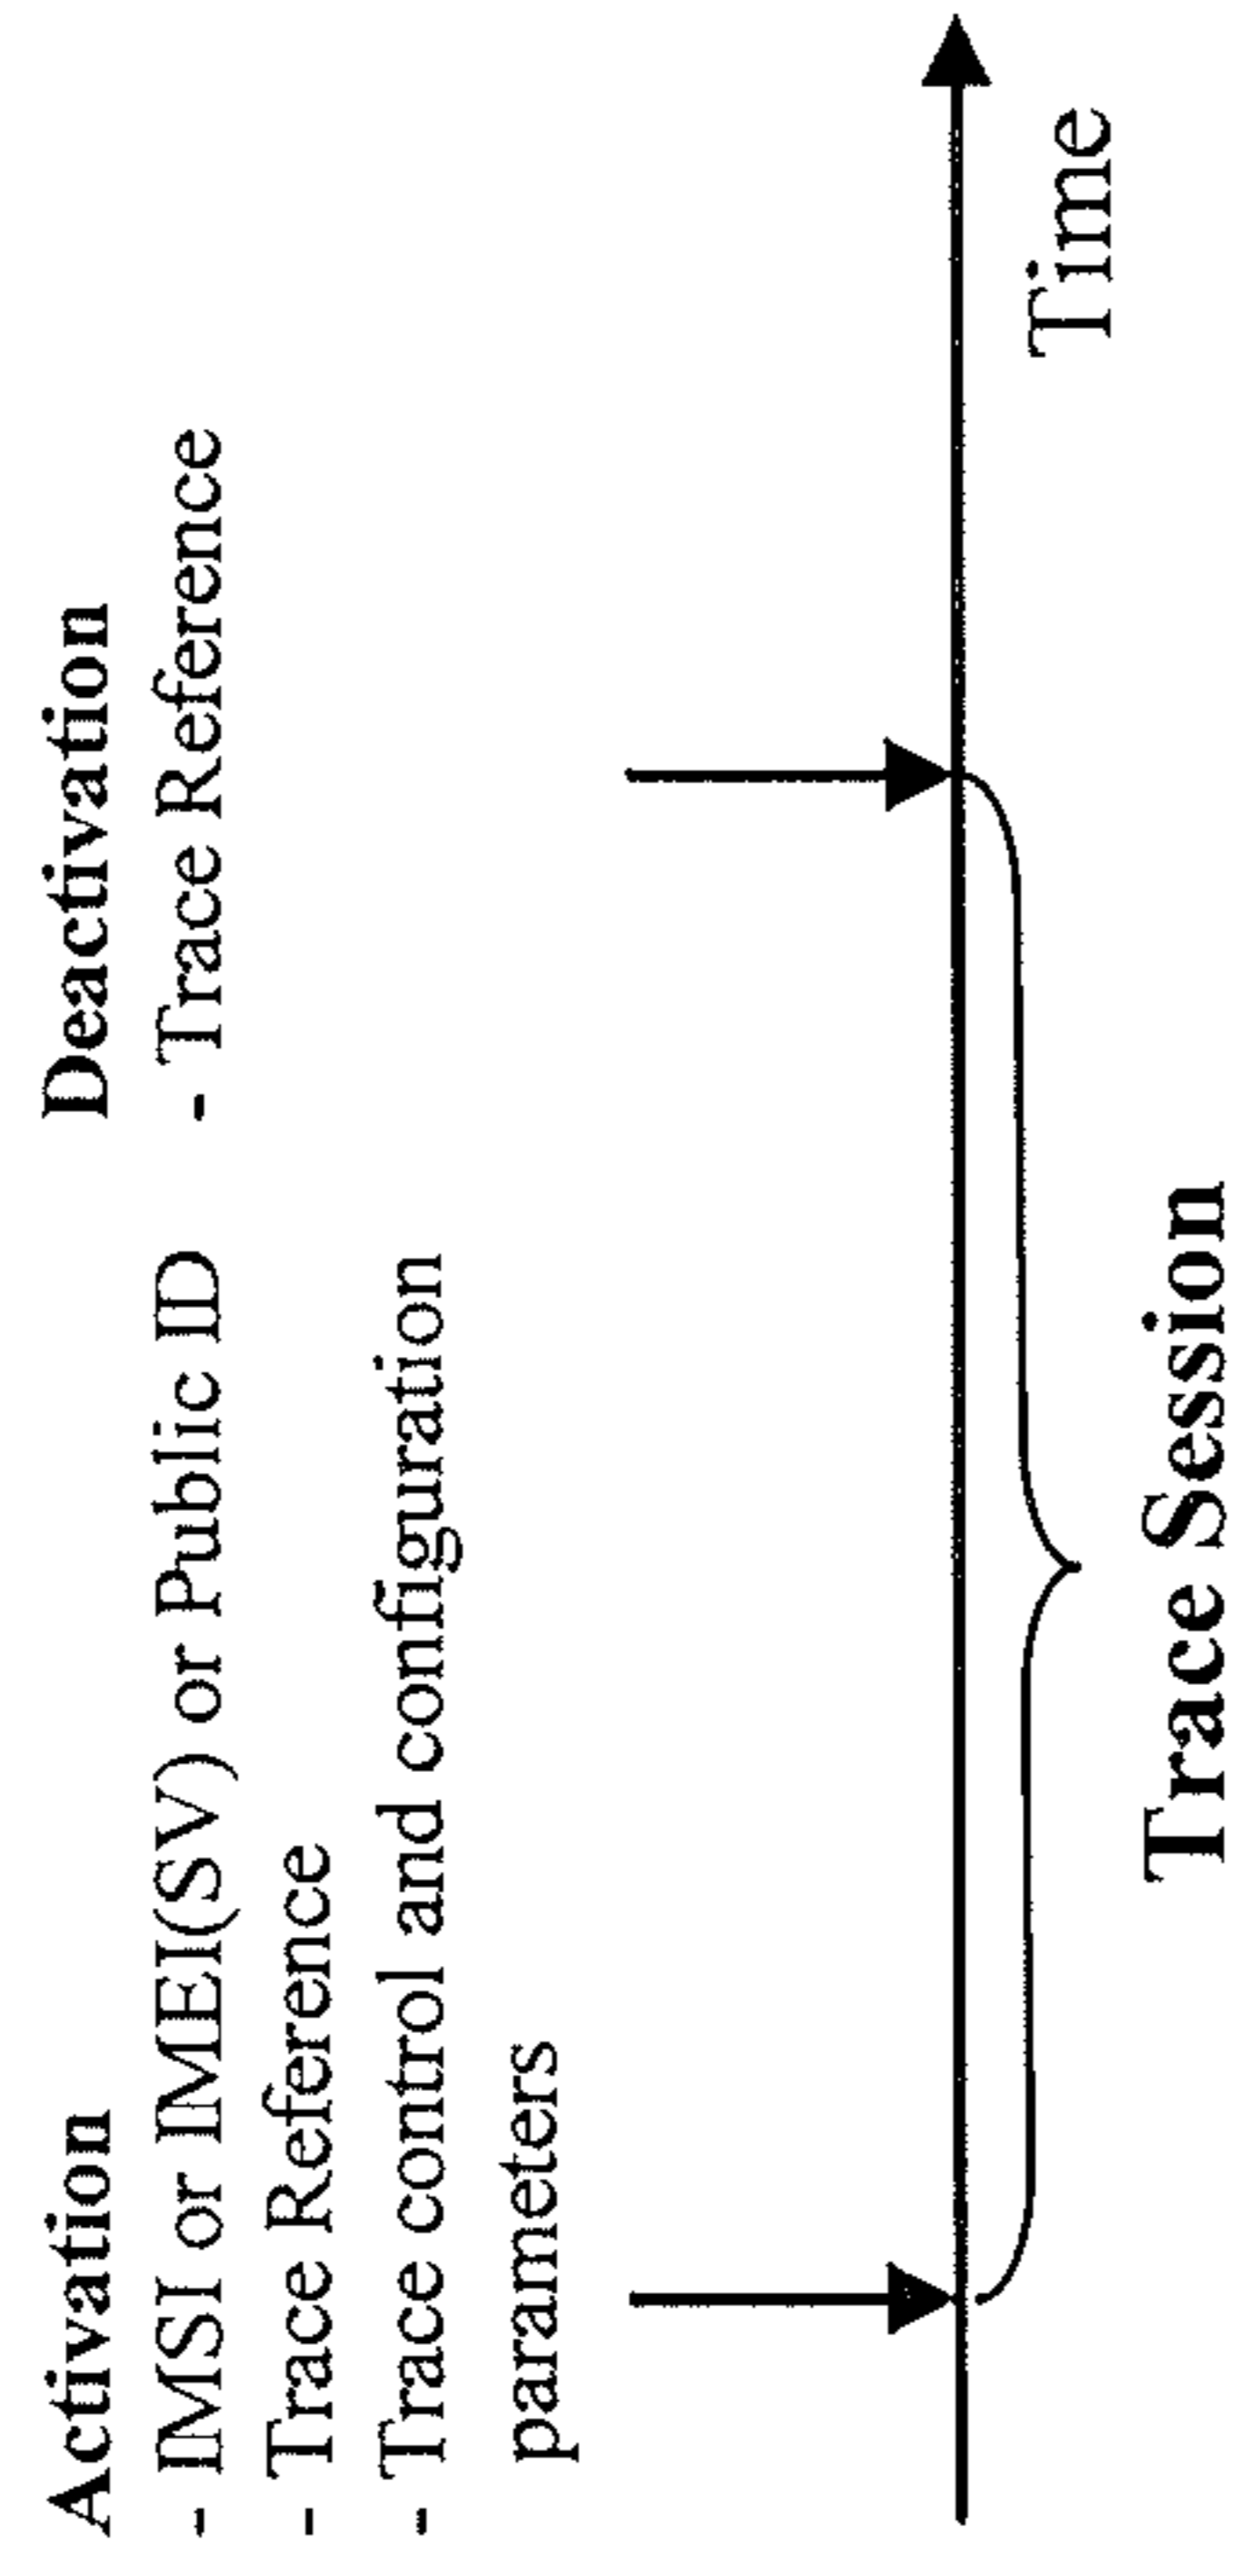 Activation
- IMSI or IMEI(SV) or Public ID
- Trace Reference
- Trace control and configuration
parameters
Deactivation
- Trace Reference
Time
Trace Session